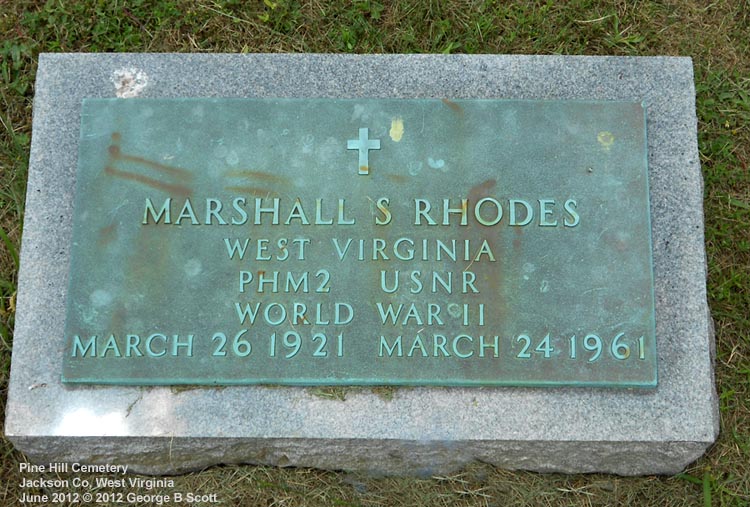 MARSHALL S RHODES
WEST VIRGINIA
PHM2 USNR
WORLD WAR II
MARCH 26 1921 MARCH 24 1961
Pine Hill Cemetery
Jackson Co, West Virginia
June 2012 © 2012 George B Scott